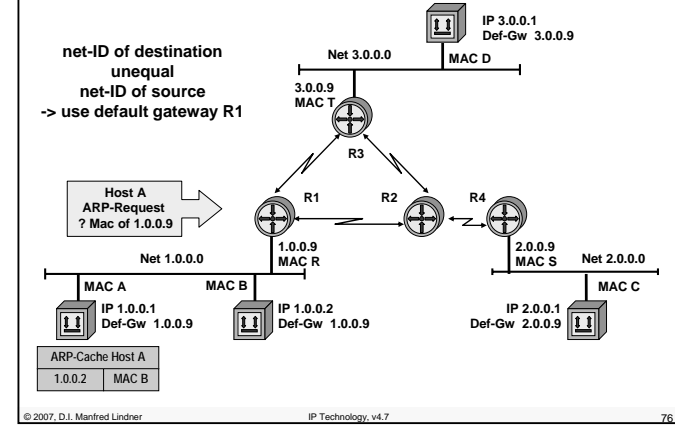 IP 3.0.0.1
Def-Gw 3.0.0.9
net-ID of destination
unequal
net-ID of source
-> use default gateway R1
Net 3.0.0.0
MAC D
3.0.0.9
MAC T
R3
Host A
ARP-Request
? Mac of 1.0.0.9
R1
R2
R4
1.0.0.9
MAC R
2.0.0.9
MAC S
Net 1.0.0.0
Net 2.0.0.0
MAC A
MAC B
MAC C
IP 1.0.0.1
Def-Gw 1.0.0.9
IP 1.0.0.2
Def-Gw 1.0.0.9
IP 2.0.0.1
Def-Gw 2.0.0.9
ARP-Cache Host A
1.0.0.2 MAC B
© 2007, D.I. Manfred Lindner
IP Technology, v4.7
76